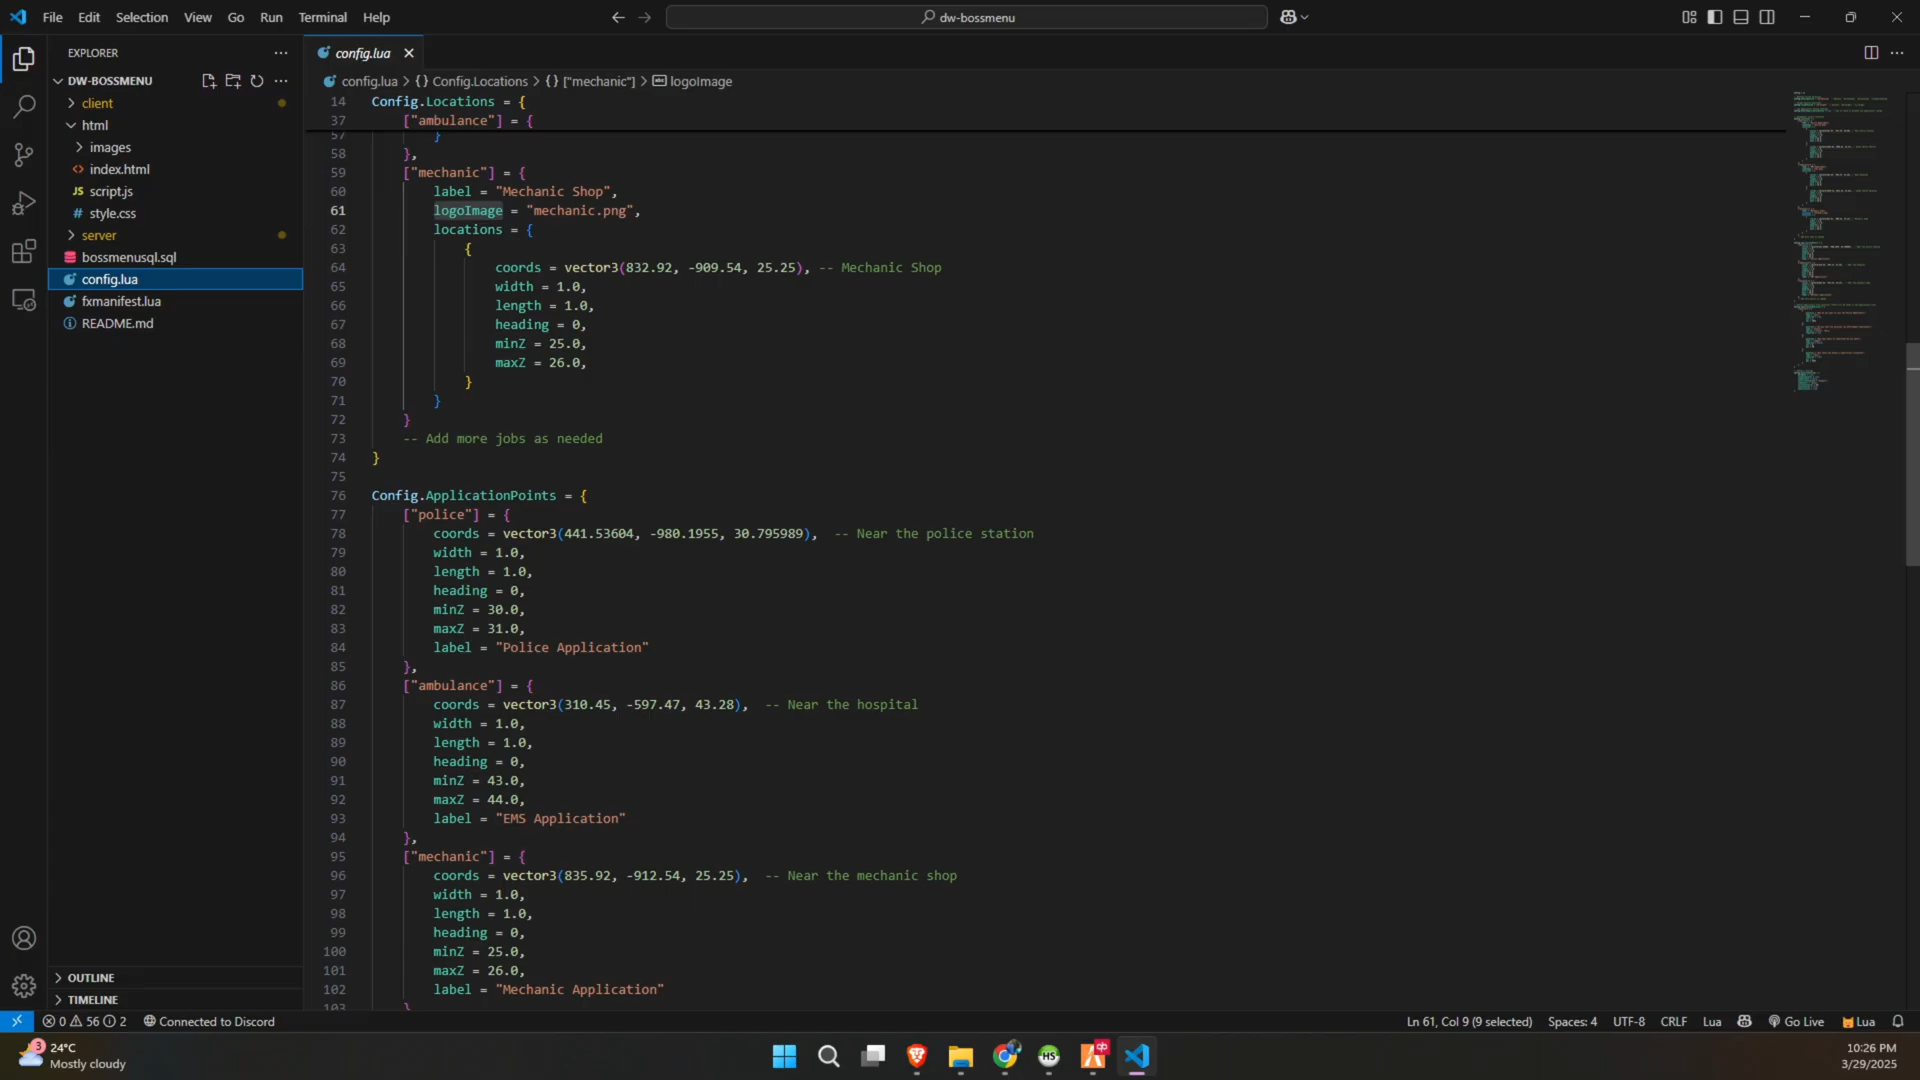 File Edit Selection View Go Run Terminal Help
dw-bossmenu
EXPLORER
DW-BOSSMENU
client
html
images
index.html
JS script.js
# style.css
server
bossmenusql.sql
config.lua
fxmanifest.lua
README.md
OUTLINE
TIMELINE
config.lua
config.lua > {} Config.Locations > {} ["mechanic"] > logoImage
14 Config.Locations = {
37 ["ambulance"] = {
57 }
58 },
59 ["mechanic"] = {
60 label = "Mechanic Shop",
61 logoImage = "mechanic.png",
62 locations = {
63 {
64 coords = vector3(832.92, -909.54, 25.25), -- Mechanic Shop
65 width = 1.0,
66 length = 1.0,
67 heading = 0,
68 minZ = 25.0,
69 maxZ = 26.0,
70 }
71 }
72 }
73 -- Add more jobs as needed
74 }
75
76 Config.ApplicationPoints = {
77 ["police"] = {
78 coords = vector3(441.53604, -980.1955, 30.795989), -- Near the police station
79 width = 1.0,
80 length = 1.0,
81 heading = 0,
82 minZ = 30.0,
83 maxZ = 31.0,
84 label = "Police Application"
85 },
86 ["ambulance"] = {
87 coords = vector3(310.45, -597.47, 43.28), -- Near the hospital
88 width = 1.0,
89 length = 1.0,
90 heading = 0,
91 minZ = 43.0,
92 maxZ = 44.0,
93 label = "EMS Application"
94 },
95 ["mechanic"] = {
96 coords = vector3(835.92, -912.54, 25.25), -- Near the mechanic shop
97 width = 1.0,
98 length = 1.0,
99 heading = 0,
100 minZ = 25.0,
101 maxZ = 26.0,
102 label = "Mechanic Application"
103 }
0 56 2 Connected to Discord
Ln 61, Col 9 (9 selected) Spaces: 4 UTF-8 CRLF Lua Go Live Lua
3
24°C
Mostly cloudy
HS
qb
10:26 PM
3/29/2025